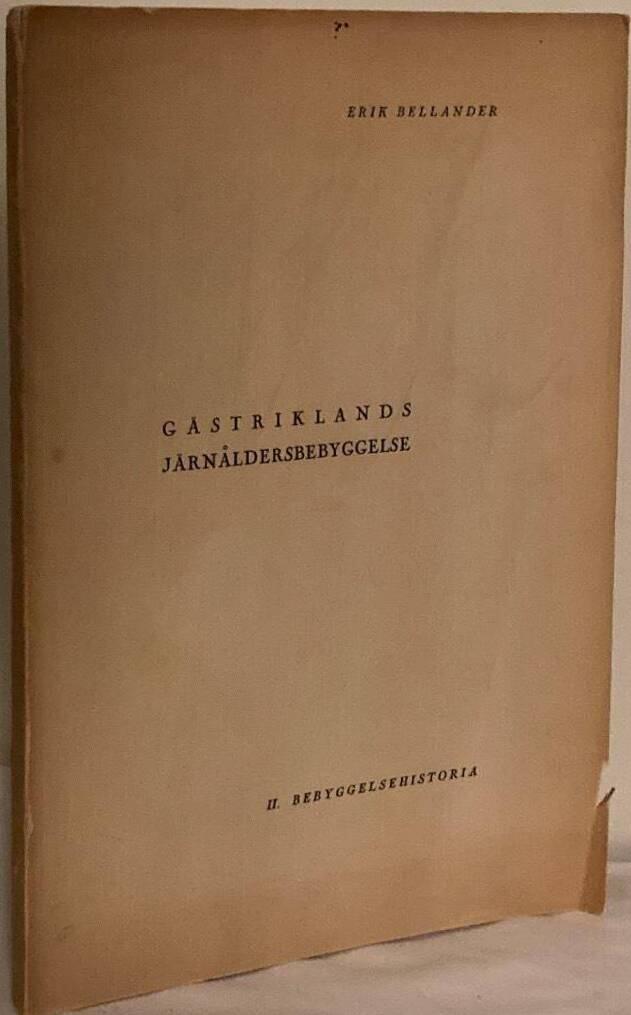 ERIK BELLANDER
GÄSTRIKLANDS
JÄRNÅLDERSBEBYGGELSE
II. BEBYGGELSEHISTORIA